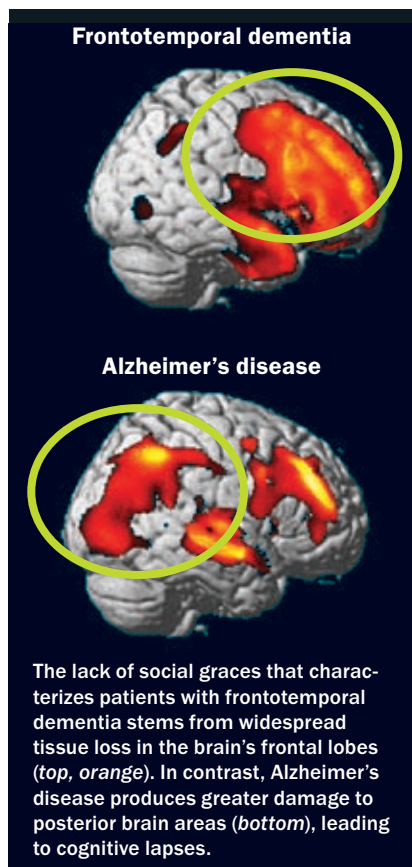 Frontotemporal dementia
Alzheimer’s disease
The lack of social graces that charac-
terizes patients with frontotemporal
dementia stems from widespread
tissue loss in the brain’s frontal lobes
(top, orange). In contrast, Alzheimer’s
disease produces greater damage to
posterior brain areas (bottom), leading
to cognitive lapses.